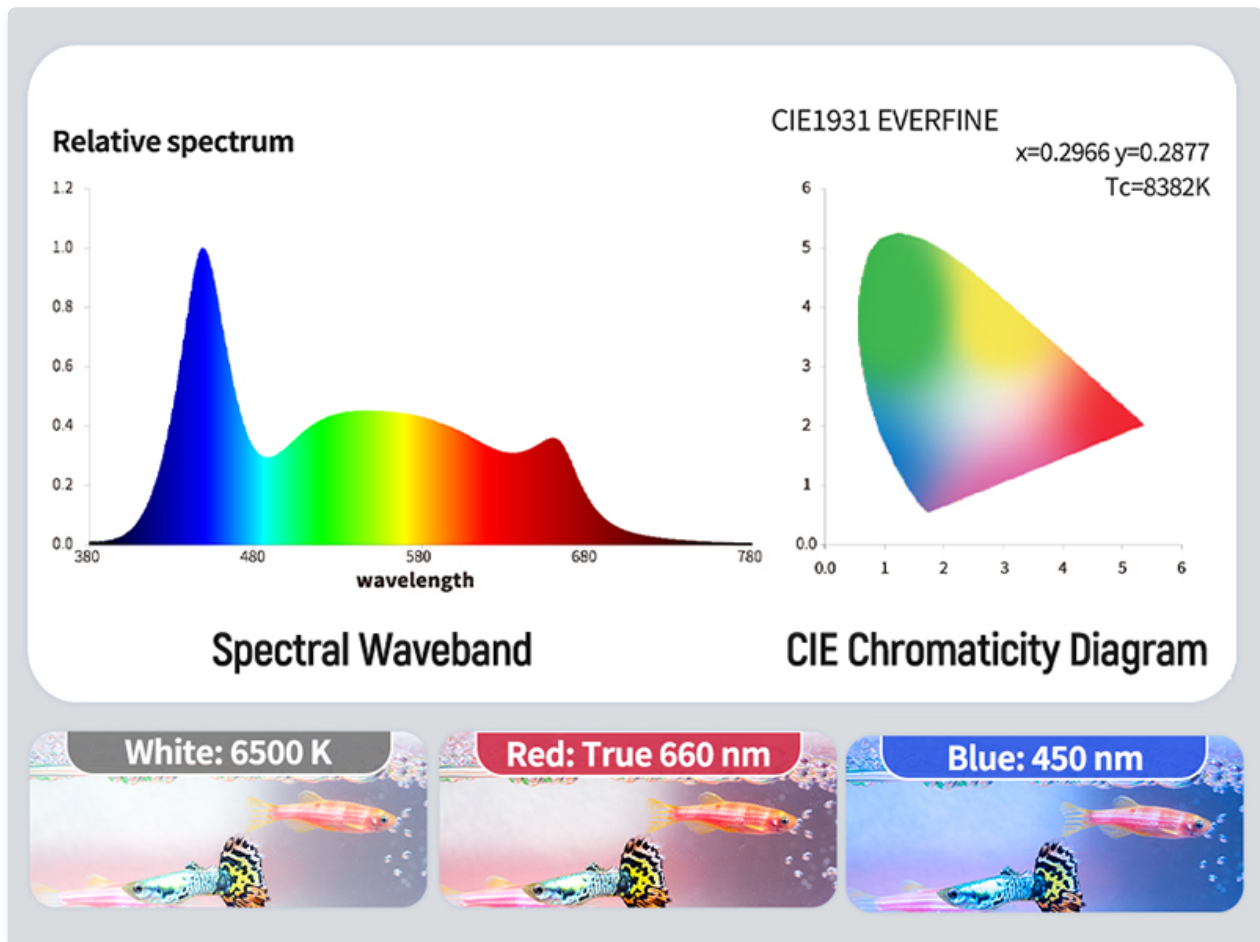 Relative spectrum
1.2
1.0
0.8
0.6
0.4
0.2
0.0
380 480 580 680 780
wavelength
Spectral Waveband
CIE1931 EVERFINE
x=0.2966 y=0.2877
Tc=8382K
6
5
4
3
2
1
0.0
0.0 1 2 3 4 5 6
CIE Chromaticity Diagram
White: 6500 K
Red: True 660 nm
Blue: 450 nm